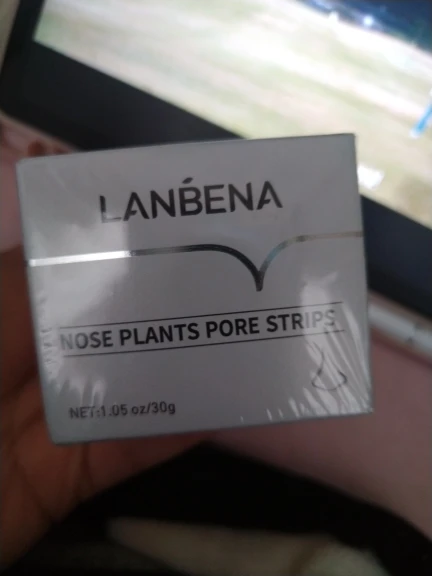 LANBENA
NOSE PLANTS PORE STRIPS
NET:1.05 oz/30g